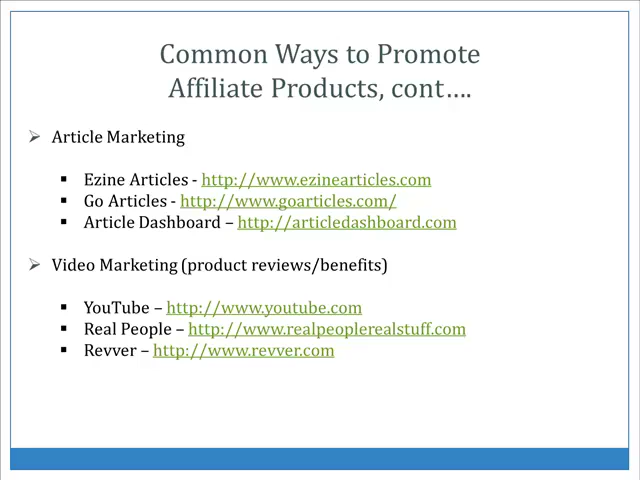 Common Ways to Promote
Affiliate Products, cont….
➢ Article Marketing
▪ Ezine Articles - http://www.ezinearticles.com
▪ Go Articles - http://www.goarticles.com/
▪ Article Dashboard – http://articledashboard.com
➢ Video Marketing (product reviews/benefits)
▪ YouTube – http://www.youtube.com
▪ Real People – http://www.realpeoplerealstuff.com
▪ Revver – http://www.revver.com